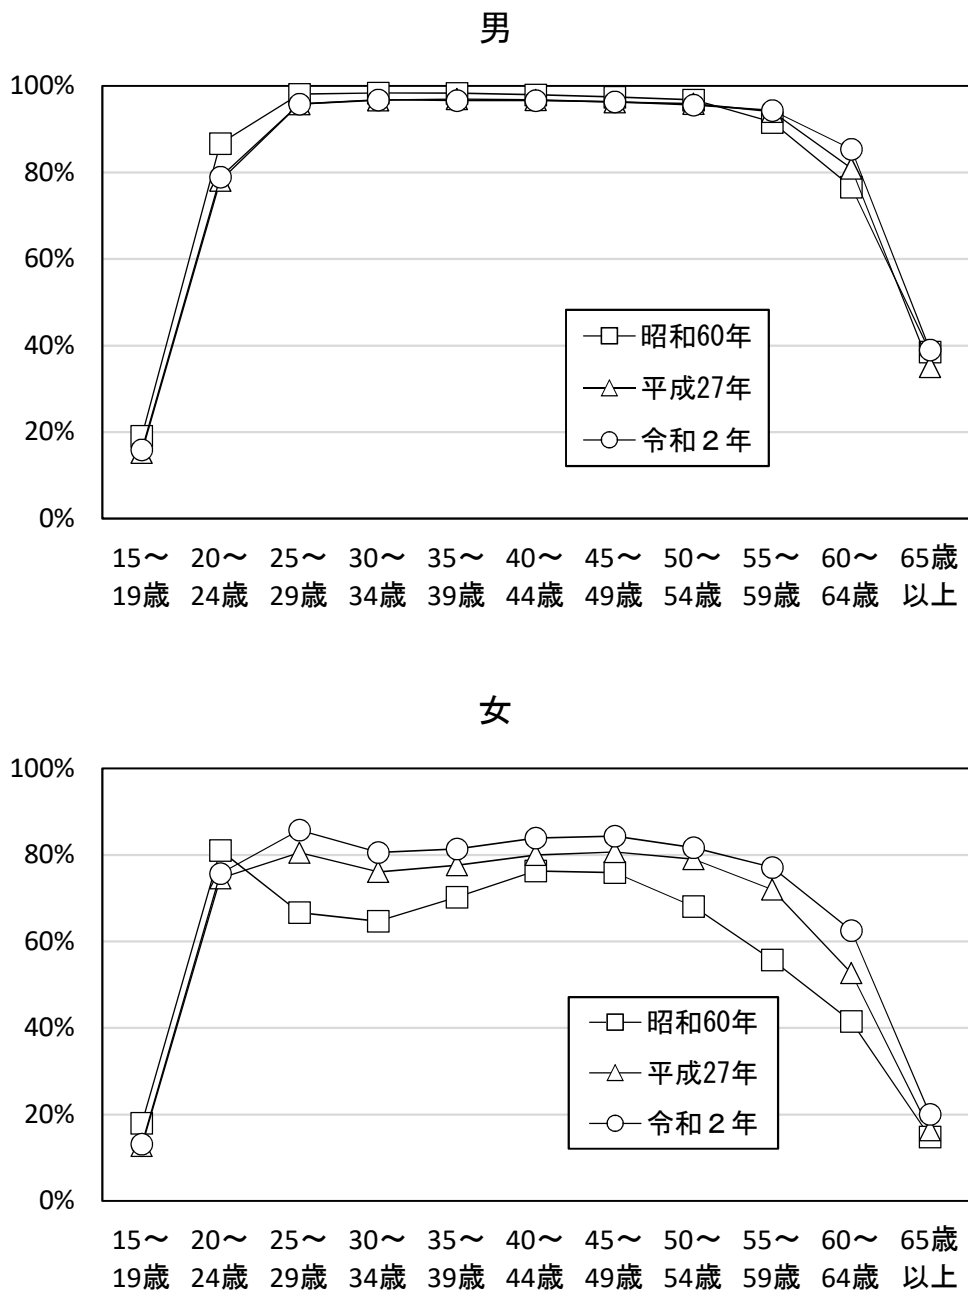 男
100%
80%
60%
40%
20%
0%
昭和60年
平成27年
令和２年
15～ 20～ 25～ 30～ 35～ 40～ 45～ 50～ 55～ 60～ 65歳
19歳 24歳 29歳 34歳 39歳 44歳 49歳 54歳 59歳 64歳 以上
女
100%
80%
60%
40%
20%
0%
昭和60年
平成27年
令和２年
15～ 20～ 25～ 30～ 35～ 40～ 45～ 50～ 55～ 60～ 65歳
19歳 24歳 29歳 34歳 39歳 44歳 49歳 54歳 59歳 64歳 以上